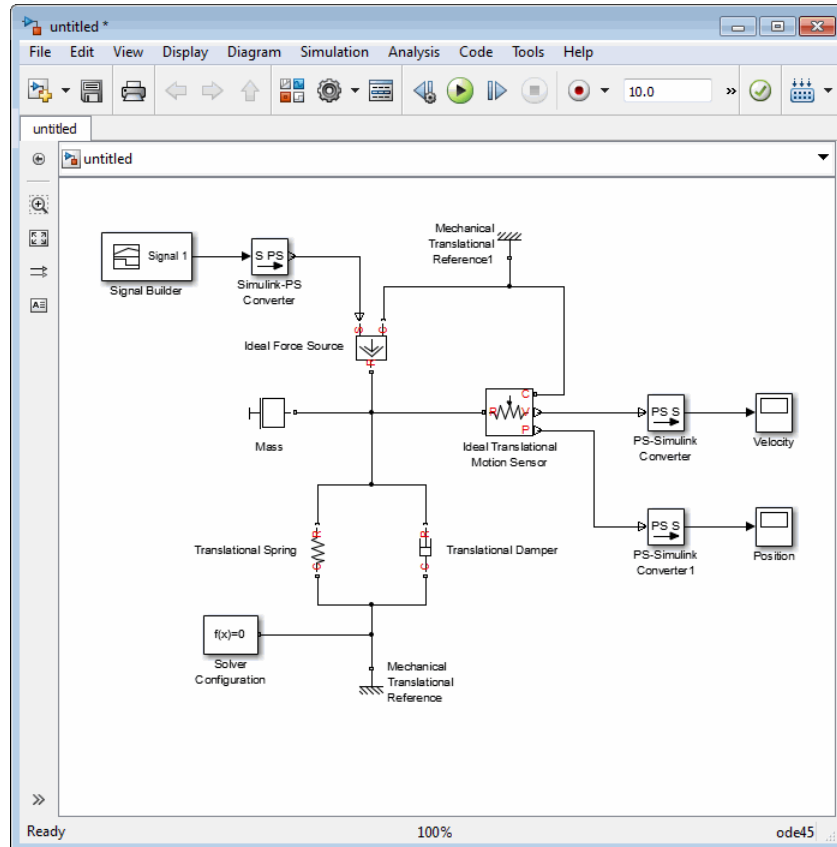 untitled *
File Edit View Display Diagram Simulation Analysis Code Tools Help
10.0
»
untitled
untitled
Mechanical
Translational
Reference1
Signal 1
S PS
Signal Builder
Simulink-PS
Converter
S
C
Ideal Force Source
R
C
R
V
P
PS S
Mass
Ideal Translational
Motion Sensor
PS-Simulink
Converter
Velocity
R
R
PS S
Translational Spring
Translational Damper
C
C
PS-Simulink
Converter1
Position
f(x)=0
Solver
Configuration
Mechanical
Translational
Reference
»
Ready 100% ode45